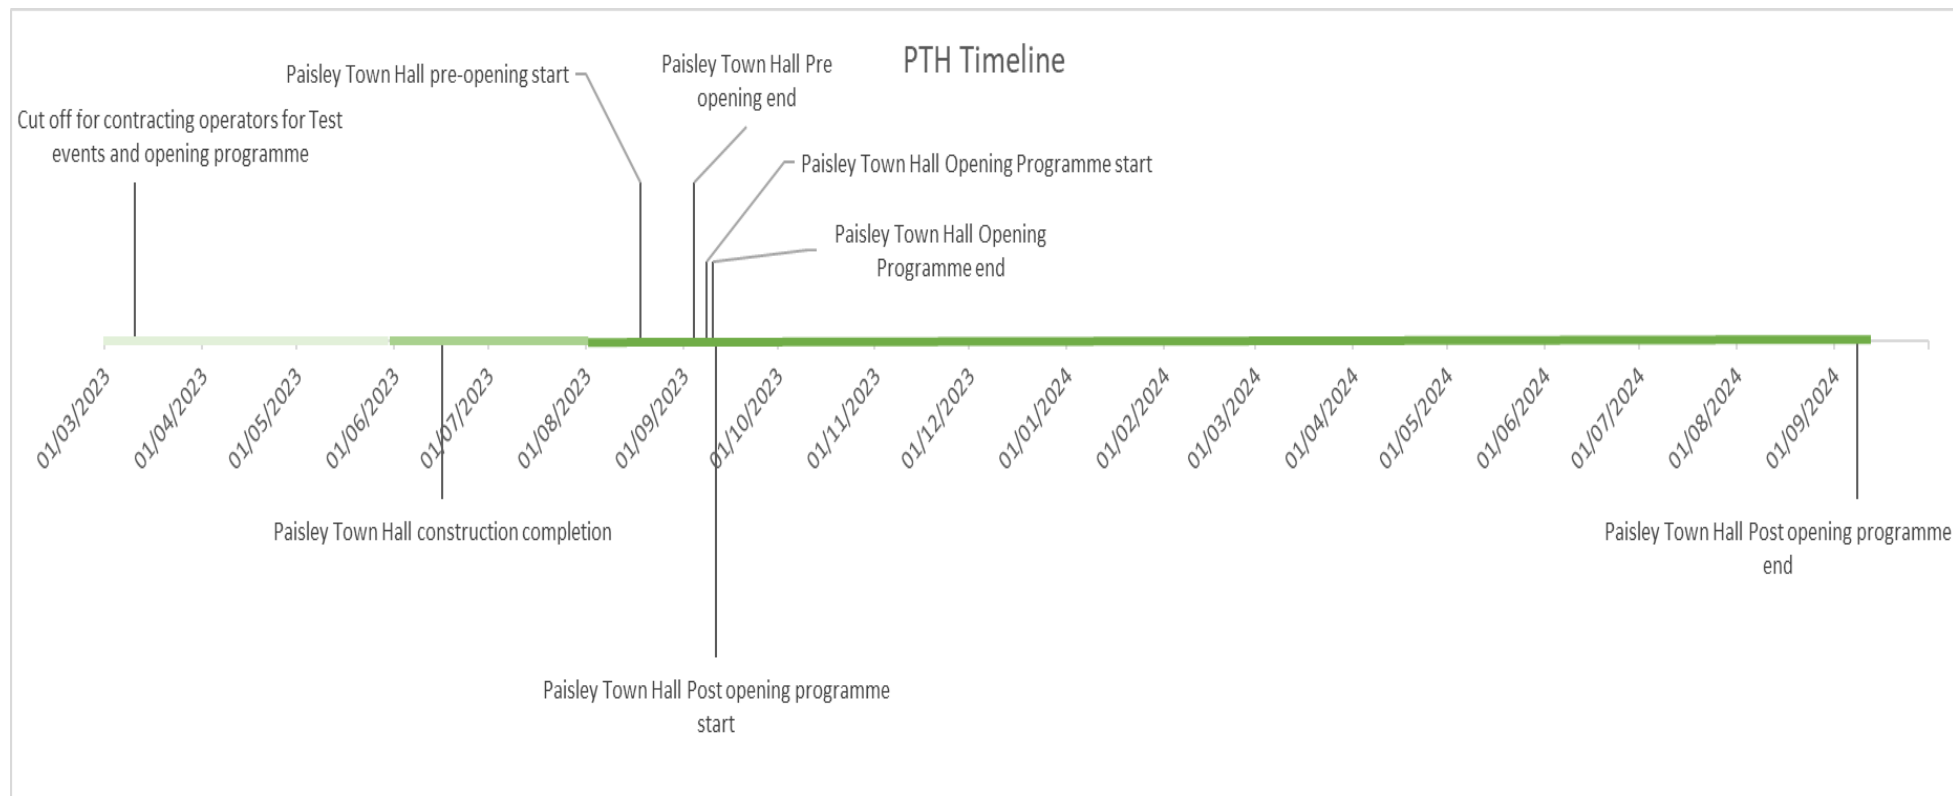 PTH Timeline
Paisley Town Hall pre-opening start
Paisley Town Hall Pre
opening end
Cut off for contracting operators for Test
events and opening programme
Paisley Town Hall Opening Programme start
Paisley Town Hall Opening
Programme end
01/03/2023
01/04/2023
01/05/2023
01/06/2023
01/07/2023
01/08/2023
01/09/2023
01/10/2023
01/11/2023
01/12/2023
01/01/2024
01/02/2024
01/03/2024
01/04/2024
01/05/2024
01/06/2024
01/07/2024
01/08/2024
01/09/2024
Paisley Town Hall construction completion
Paisley Town Hall Post opening programme
end
Paisley Town Hall Post opening programme
start